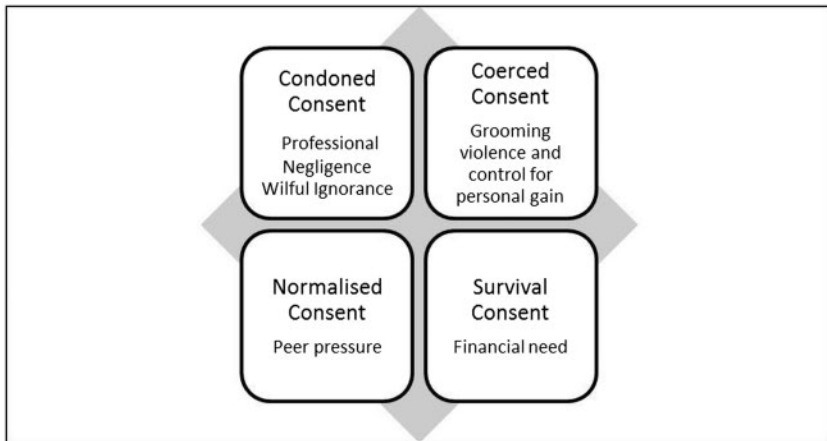 Condoned
Consent
Professional
Negligence
Wilful Ignorance
Coerced
Consent
Grooming
violence and
control for
personal gain
Normalised
Consent
Peer pressure
Survival
Consent
Financial need